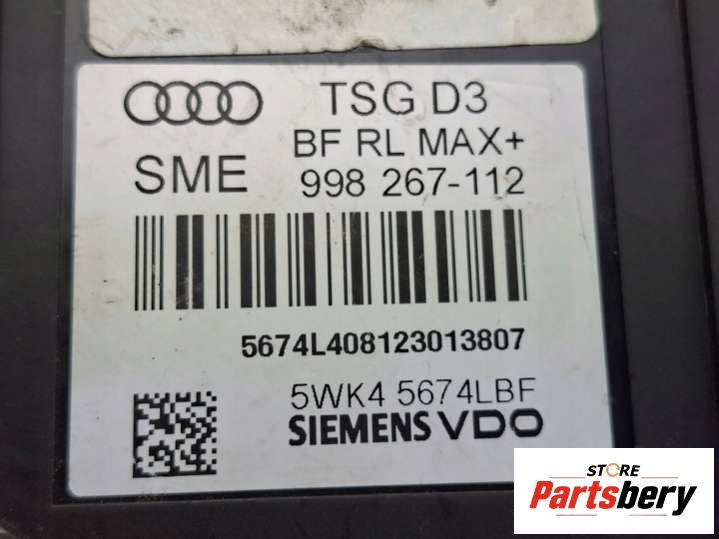 TSG D3
BF RL MAX+
SME 998 267-112
5674L408123013807
5WK4 5674LBF
SIEMENS VDO
STORE
Partsbery